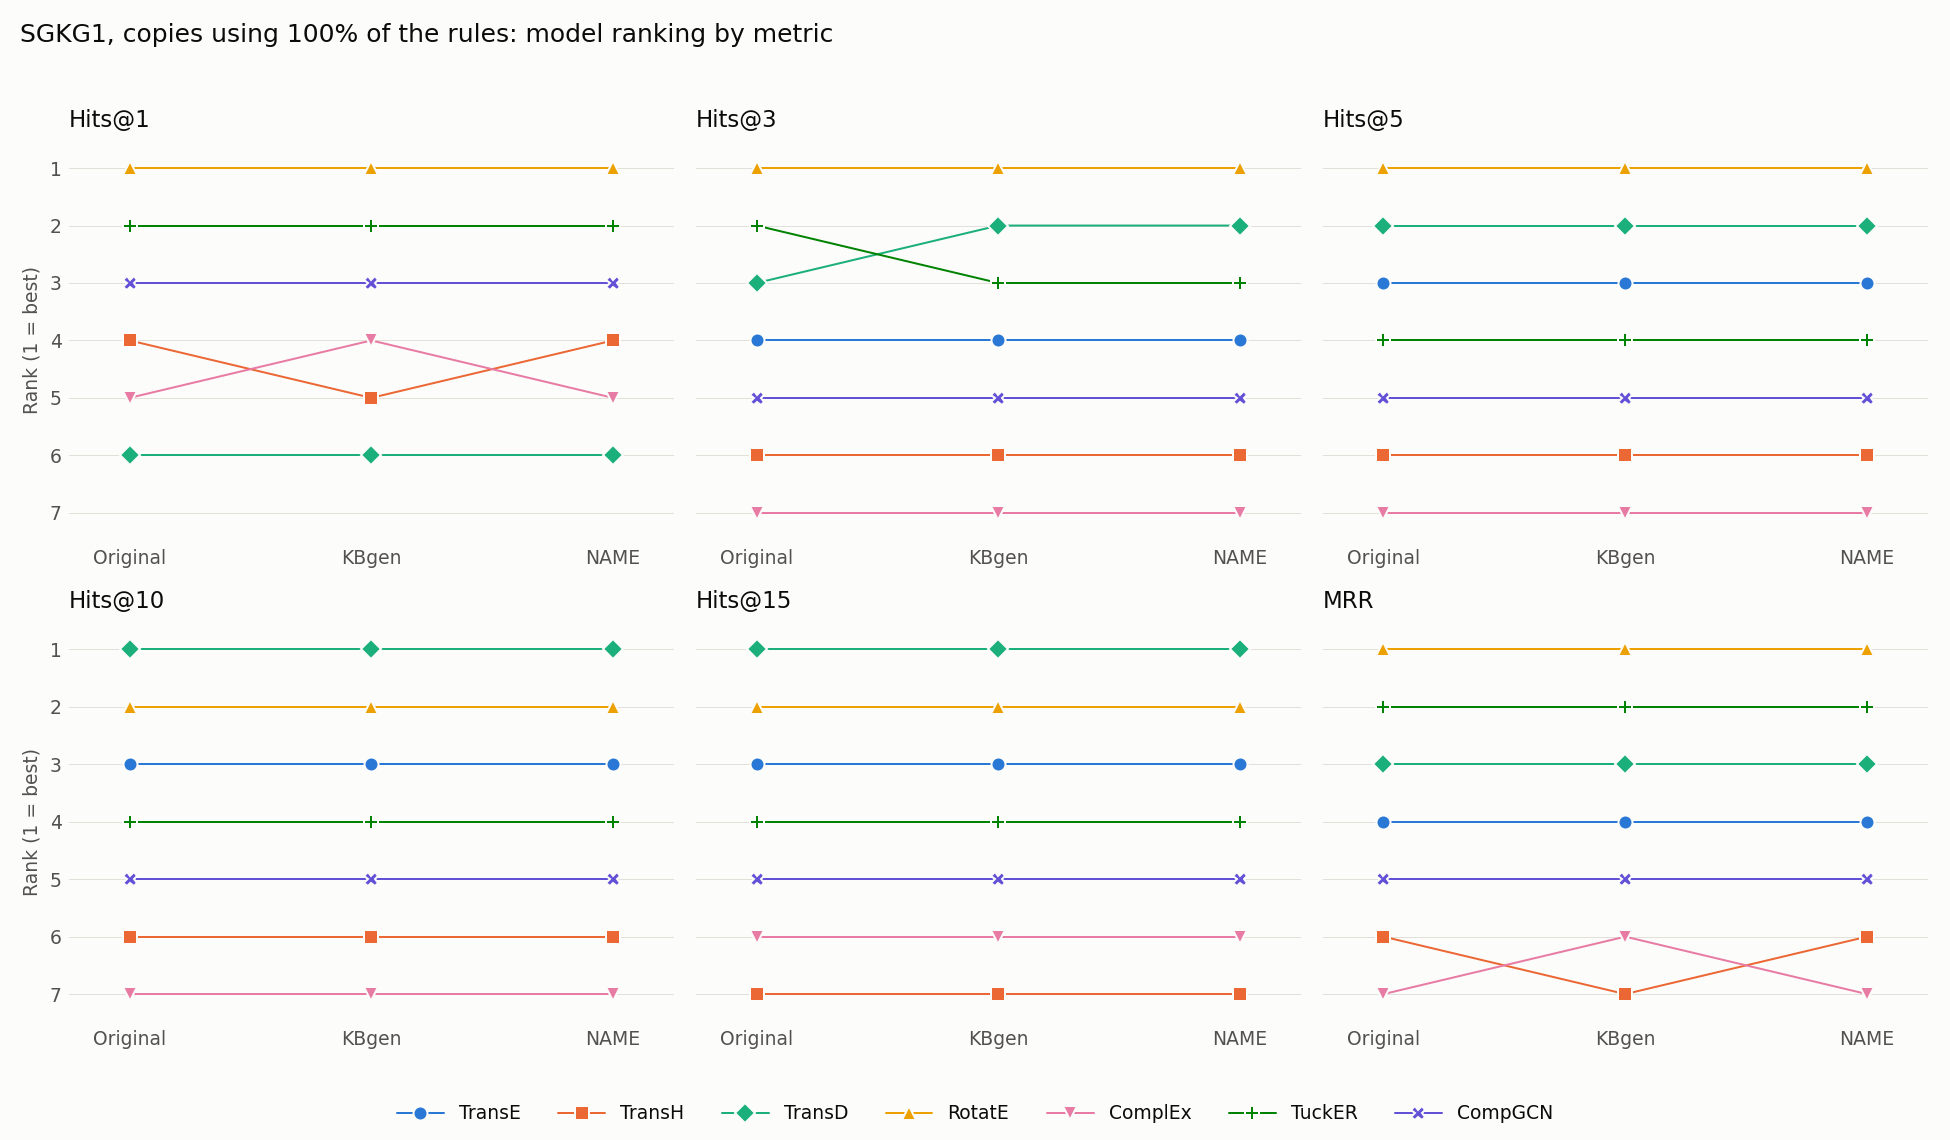 SGKG1, copies using 100% of the rules: model ranking by metric
Hits@1
Hits@3
Hits@5
Rank (1 = best)
1
2
3
4
5
6
7
Original
KBgen
NAME
Original
KBgen
NAME
Original
KBgen
NAME
Hits@10
Hits@15
MRR
Rank (1 = best)
1
2
3
4
5
6
7
Original
KBgen
NAME
Original
KBgen
NAME
Original
KBgen
NAME
TransE
TransH
TransD
RotatE
ComplEx
TuckER
CompGCN